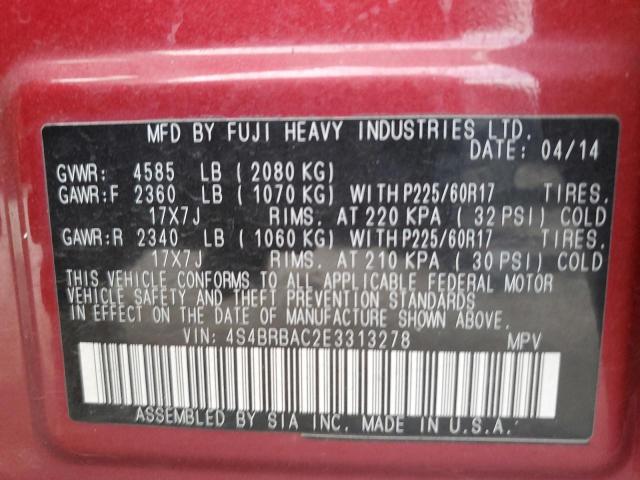 MFD BY FUJI HEAVY INDUSTRIES LTD.
DATE: 04/14
GVWR: 4585 LB ( 2080 KG)
GAWR:F 2360 LB ( 1070 KG) WITH P225/60R17 TIRES.
17X7J RIMS. AT 220 KPA ( 32 PSI) COLD
GAWR:R 2340 LB ( 1060 KG) WITH P225/60R17 TIRES.
17X7J RIMS. AT 210 KPA ( 30 PSI) COLD
THIS VEHICLE CONFORMS TO ALL APPLICABLE FEDERAL MOTOR
VEHICLE SAFETY AND THEFT PREVENTION STANDARDS
IN EFFECT ON THE DATE OF MANUFACTURE SHOWN ABOVE.
VIN: 4S4BRBAC2E3313278 MPV
ASSEMBLED BY SIA INC. MADE IN U.S.A.